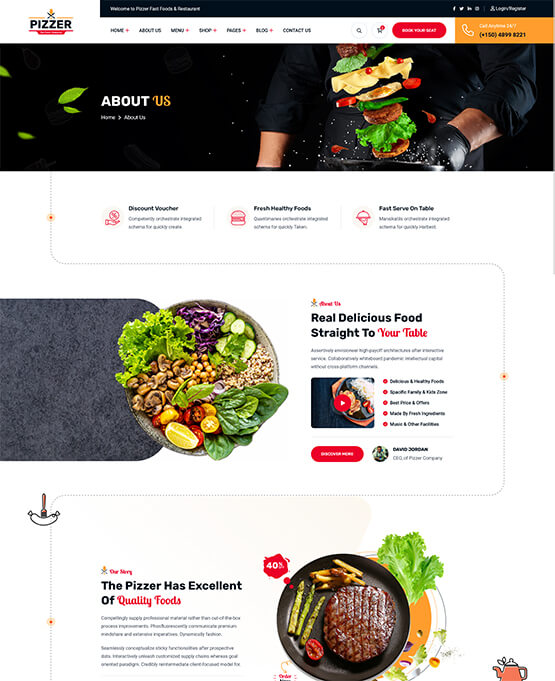 PIZZER
Welcome to Pizzer Fast Foods & Restaurant
Login/Register
HOME + ABOUT US MENU + SHOP + PAGES + BLOG + CONTACT US
BOOK YOUR SEAT
Call Anytime 24/7
(+150) 4899 8221
ABOUT US
Home > About Us
Discount Voucher
Competently orchestrate integrated
schema for quickly create.
Fresh Healthy Foods
Quaetimanes orchestrate integrated
schema for quickly Taken.
Fast Serve On Table
orchestrate integrated
schema for quickly
About Us
Real Delicious Food
Straight To Your Table
Assertively envisioneer high-payoff architectures after interactive
service. Collaboratively whiteboard pandemic intellectual capital
without cross-platform channels.
Delicious & Healthy Foods
Spacific Family & Kids Zone
Best Price & Offers
Made By Fresh Ingredients
Music & Other Facilities
DISCOVER MORE
DAVID JORDAN
CEO, of Pizzer Company
Our Story
The Pizzer Has Excellent
Of Quality Foods
Compellingly supply professional material rather than out-of-the-box
process improvements. Phosfluorescently communicate premium
mindshare and extensive imperatives. Dynamically fashion.
Seamlessly conceptualize sticky functionalities after prospective
data. Interactively unleash customized supply chains whereas goal
oriented paradigm. Credibly reintermediate client-focused model for.
40%
Order